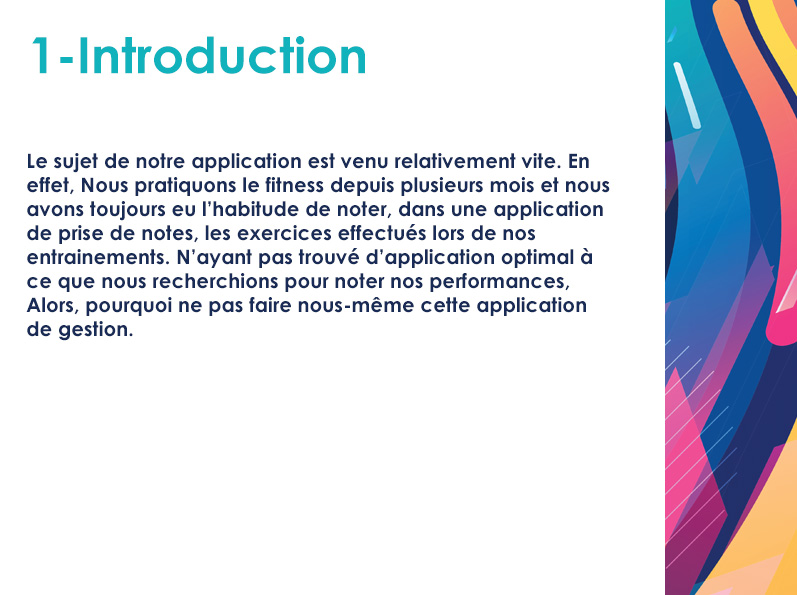 1-Introduction
Le sujet de notre application est venu relativement vite. En
effet, Nous pratiquons le fitness depuis plusieurs mois et nous
avons toujours eu l’habitude de noter, dans une application
de prise de notes, les exercices effectués lors de nos
entrainements. N’ayant pas trouvé d’application optimal à
ce que nous recherchions pour noter nos performances,
Alors, pourquoi ne pas faire nous-même cette application
de gestion.